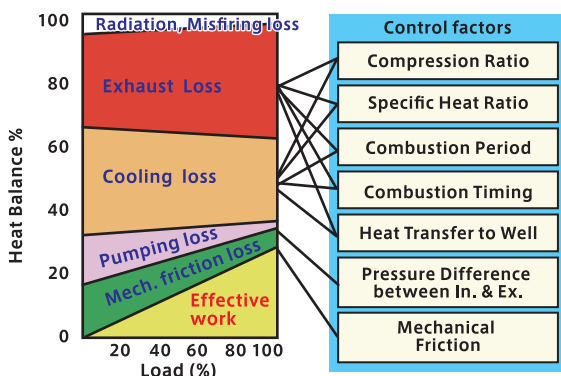 100
80
60
40
20
0
Heat Balance %
Radiation, Misfiring loss
Exhaust Loss
Cooling loss
Pumping loss
Mech. friction loss
Effective
work
20 40 60 80 100
Load (%)
Control factors
Compression Ratio
Specific Heat Ratio
Combustion Period
Combustion Timing
Heat Transfer to Well
Pressure Difference
between In. & Ex.
Mechanical
Friction